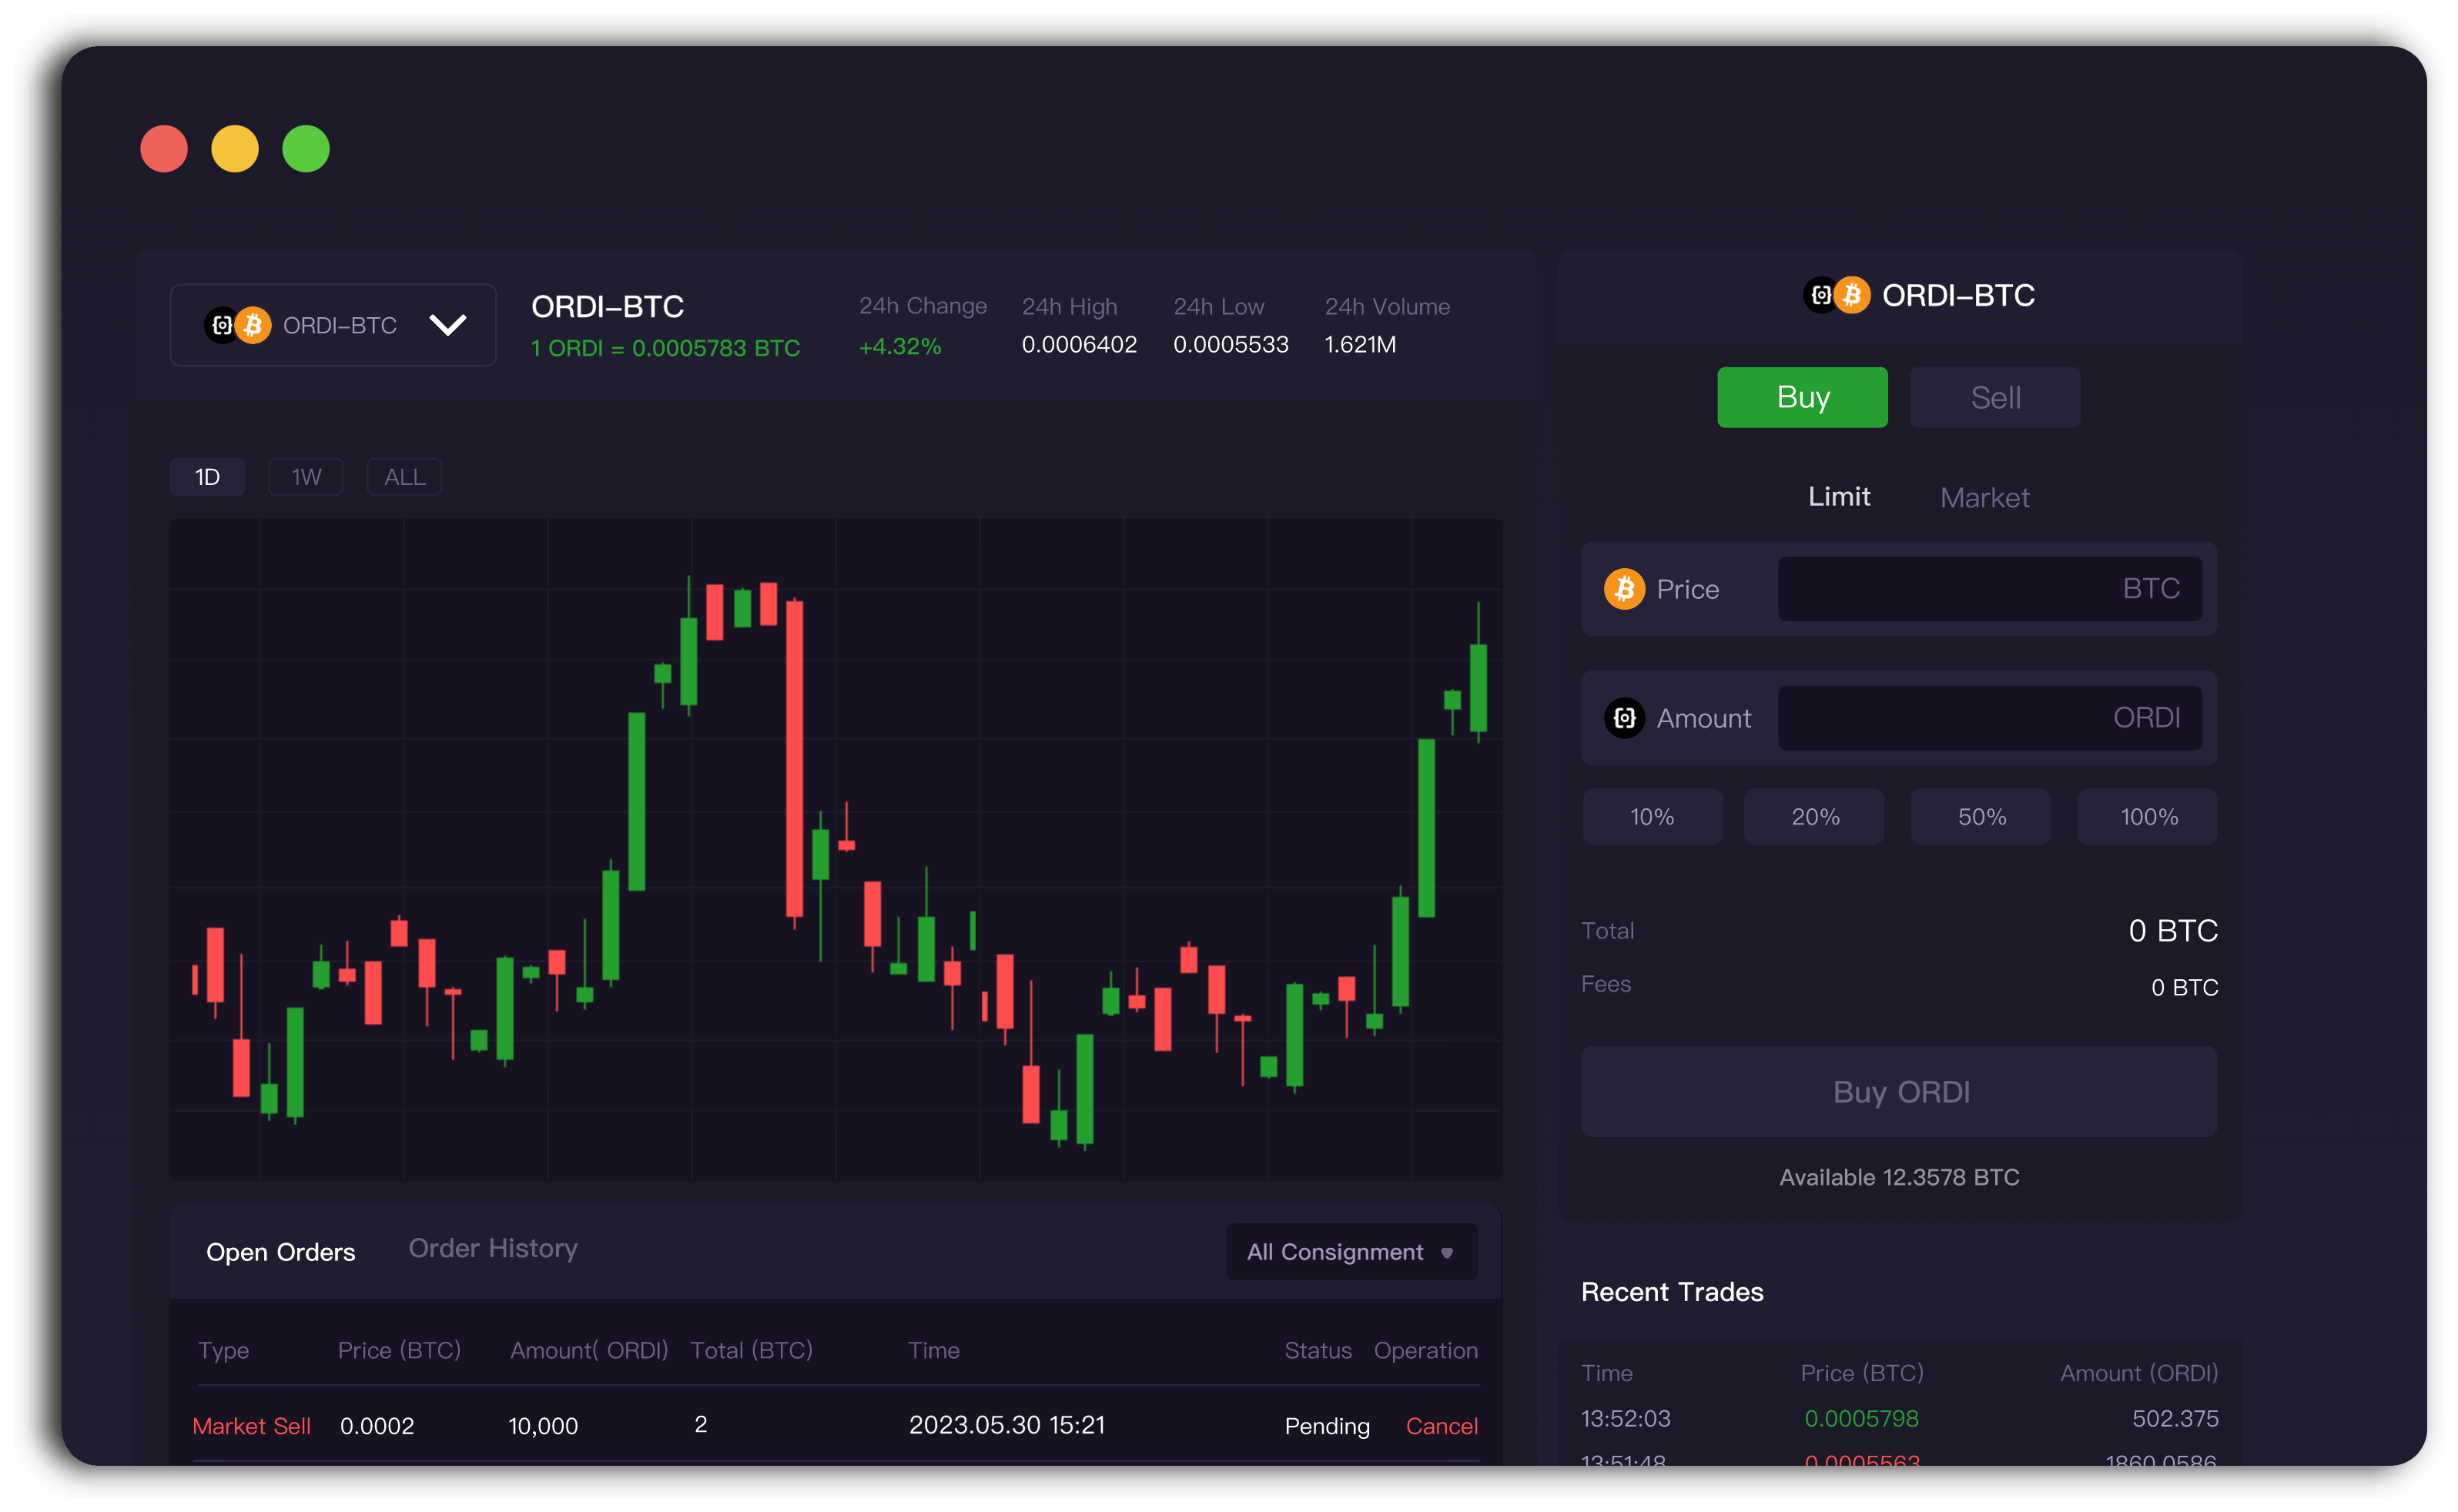 ORDI-BTC
ORDI-BTC
1 ORDI = 0.0005783 BTC
24h Change
+4.32%
24h High
0.0006402
24h Low
0.0005533
24h Volume
1.621M
1D 1W ALL
Open Orders Order History All Consignment
Type Price (BTC) Amount( ORDI) Total (BTC) Time Status Operation
Market Sell 0.0002 10,000 2 2023.05.30 15:21 Pending Cancel
ORDI-BTC
Buy Sell
Limit Market
Price BTC
Amount ORDI
10% 20% 50% 100%
Total 0 BTC
Fees 0 BTC
Buy ORDI
Available 12.3578 BTC
Recent Trades
Time Price (BTC) Amount (ORDI)
13:52:03 0.0005798 502.375
13:51:48 0.0005563 1860.0586